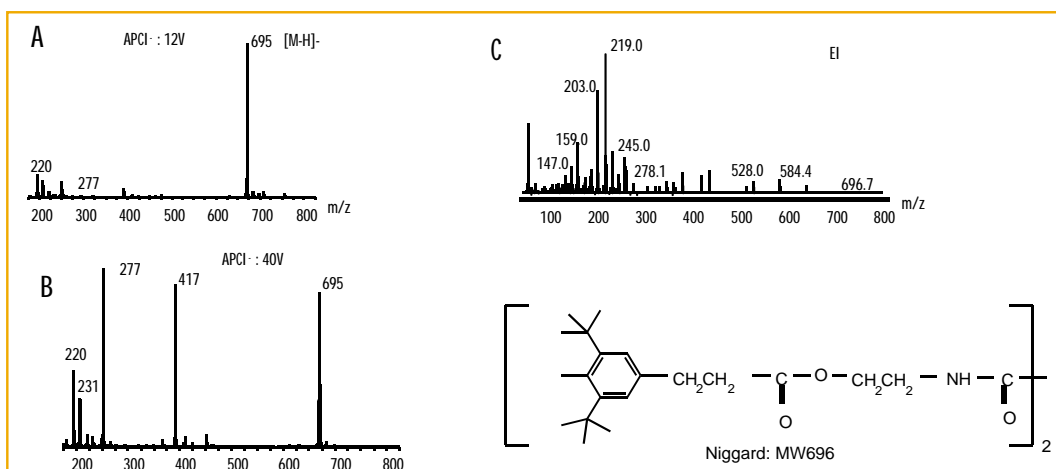 A
APCI - : 12V
695 [M-H]-
220
277
200 300 400 500 600 700 800
m/z
B
APCI - : 40V
277
417
695
220
231
200 300 400 500 600 700 800
C
EI
219.0
203.0
159.0
147.0
245.0
278.1
528.0
584.4
696.7
100 200 300 400 500 600 700 800
m/z
CH2CH2 C O CH2CH2 NH C
O O
2
Niggard: MW696